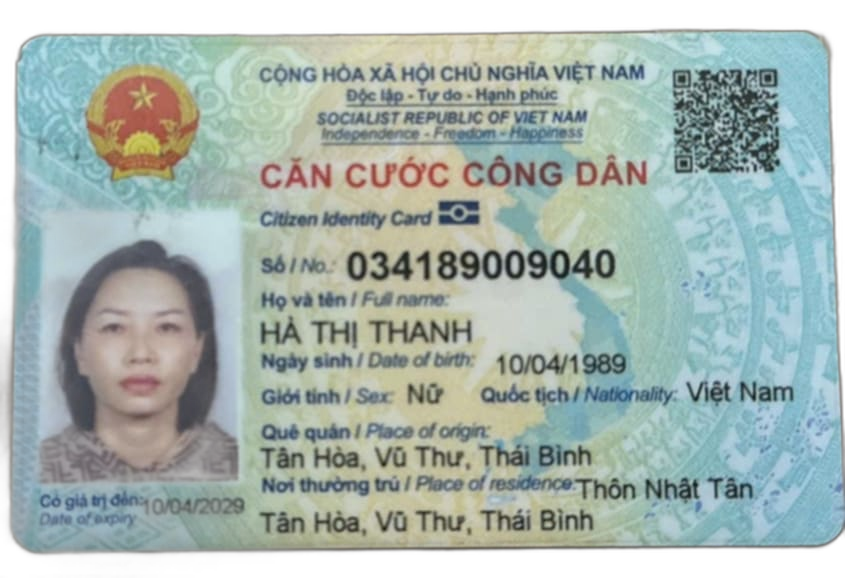 CỘNG HÒA XÃ HỘI CHỦ NGHĨA VIỆT NAM
Độc lập - Tự do - Hạnh phúc
SOCIALIST REPUBLIC OF VIET NAM
Independence - Freedom - Happiness
CĂN CƯỚC CÔNG DÂN
Citizen Identity Card
Số / No.: 034189009040
Họ và tên / Full name:
HÀ THỊ THANH
Ngày sinh / Date of birth: 10/04/1989
Giới tính / Sex: Nữ Quốc tịch / Nationality: Việt Nam
Quê quán / Place of origin:
Tân Hòa, Vũ Thư, Thái Bình
Nơi thường trú / Place of residence: Thôn Nhật Tân
Tân Hòa, Vũ Thư, Thái Bình
Có giá trị đến: 10/04/2029
Date of expiry